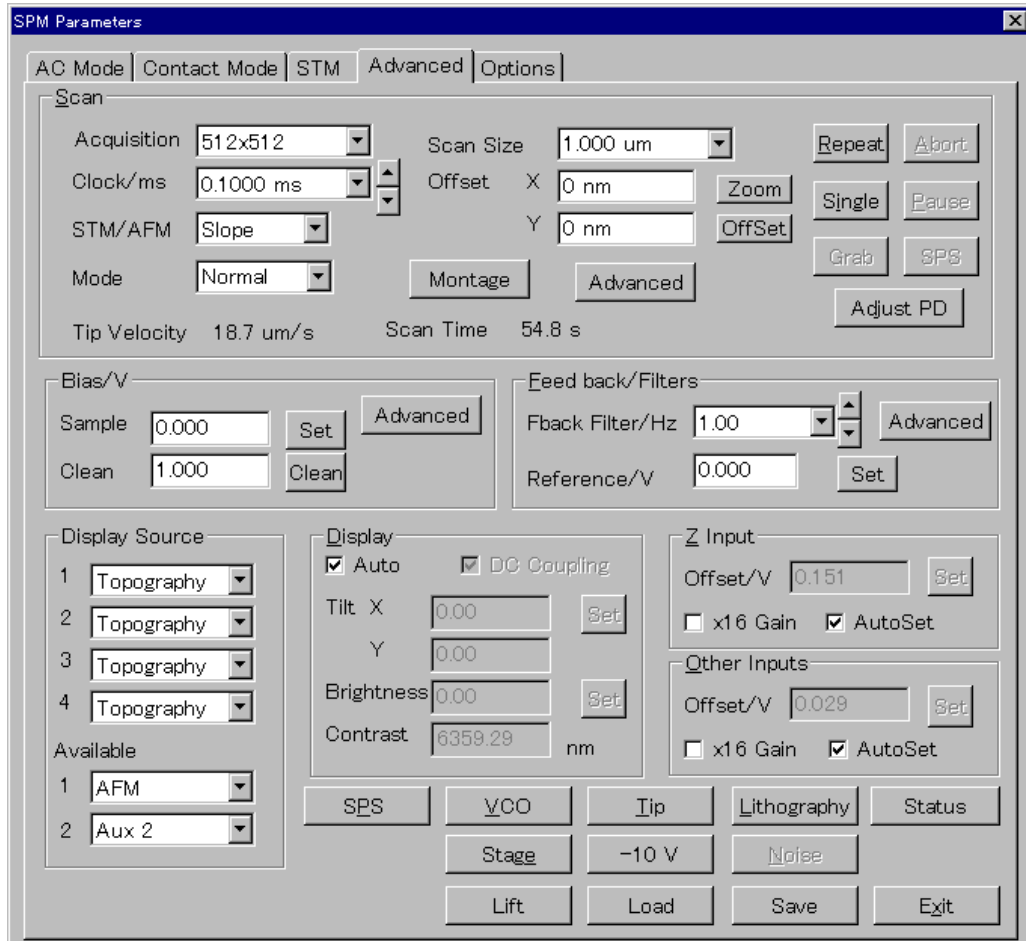 SPM Parameters
AC Mode Contact Mode STM Advanced Options
Scan
Acquisition 512x512 Scan Size 1.000 um Repeat Abort
Clock/ms 0.1000 ms Offset X 0 nm Zoom Single Pause
STM/AFM Slope Y 0 nm OffSet Grab SPS
Mode Normal Montage Advanced Adjust PD
Tip Velocity 18.7 um/s Scan Time 54.8 s
Bias/V
Sample 0.000 Set Advanced
Clean 1.000 Clean
Feed back/Filters
Fback Filter/Hz 1.00 Advanced
Reference/V 0.000 Set
Display Source
1 Topography
2 Topography
3 Topography
4 Topography
Available
1 AFM
2 Aux 2
Display
Auto DC Coupling
Tilt X 0.00 Set
Y 0.00
Brightness 0.00 Set
Contrast 6359.29 nm
Z Input
Offset/V 0.151 Set
x16 Gain AutoSet
Other Inputs
Offset/V 0.029 Set
x16 Gain AutoSet
SPS VCO Tip Lithography Status
Stage -10 V Noise
Lift Load Save Exit